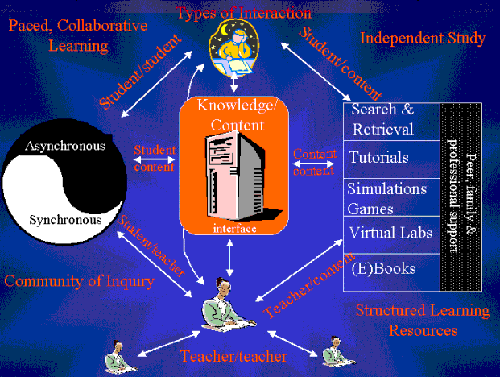 Types of Interaction
Paced, Collaborative
Learning
Independent Study
Student/student
Student/content
Knowledge/
Content
Search &
Retrieval
Asynchronous
Student
content
Content
content
Tutorials
Peer, family &
professional support
Simulations
Games
Synchronous
interface
Virtual Labs
Student/teacher
Teacher/content
(E)Books
Community of Inquiry
Structured Learning
Resources
Teacher/teacher